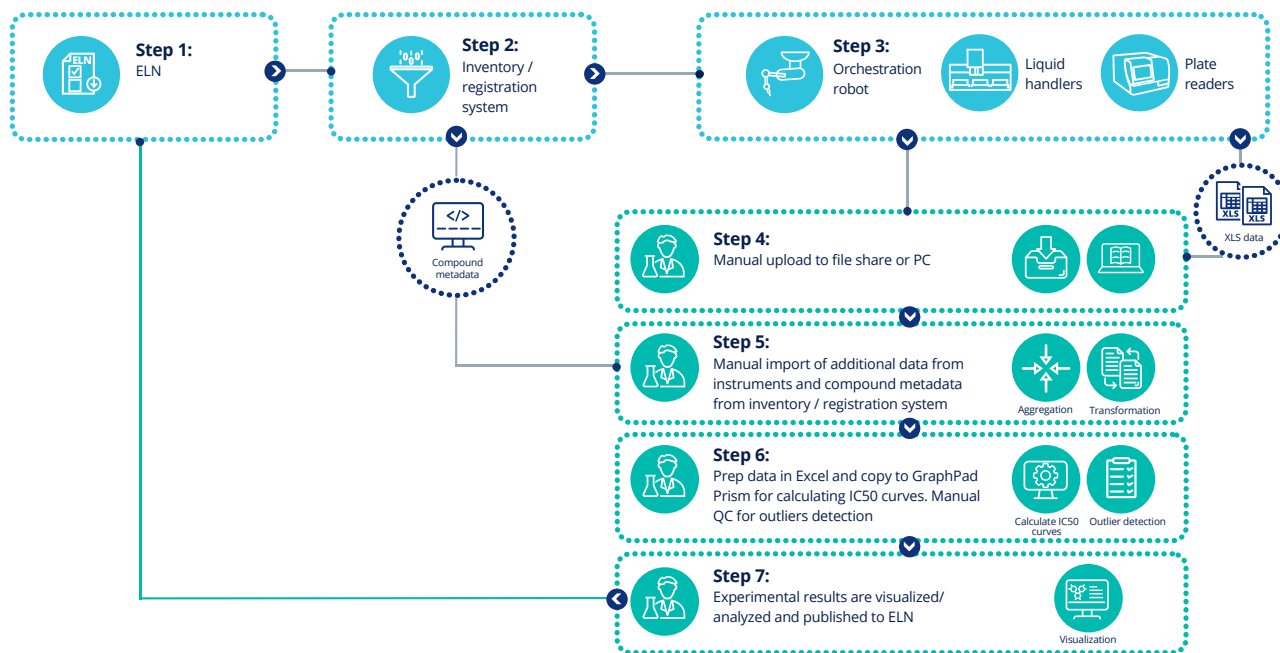 Step 1:
ELN
ELN
Step 2:
Inventory /
registration
system
Step 3:
Orchestration
robot
Liquid
handlers
Plate
readers
</>
Compound
metadata
XLS
XLS
XLS data
Step 4:
Manual upload to file share or PC
Step 5:
Manual import of additional data from
instruments and compound metadata
from inventory / registration system
Aggregation
Transformation
Step 6:
Prep data in Excel and copy to GraphPad
Prism for calculating IC50 curves. Manual
QC for outliers detection
Calculate IC50
curves
Outlier detection
Step 7:
Experimental results are visualized/
analyzed and published to ELN
Visualization